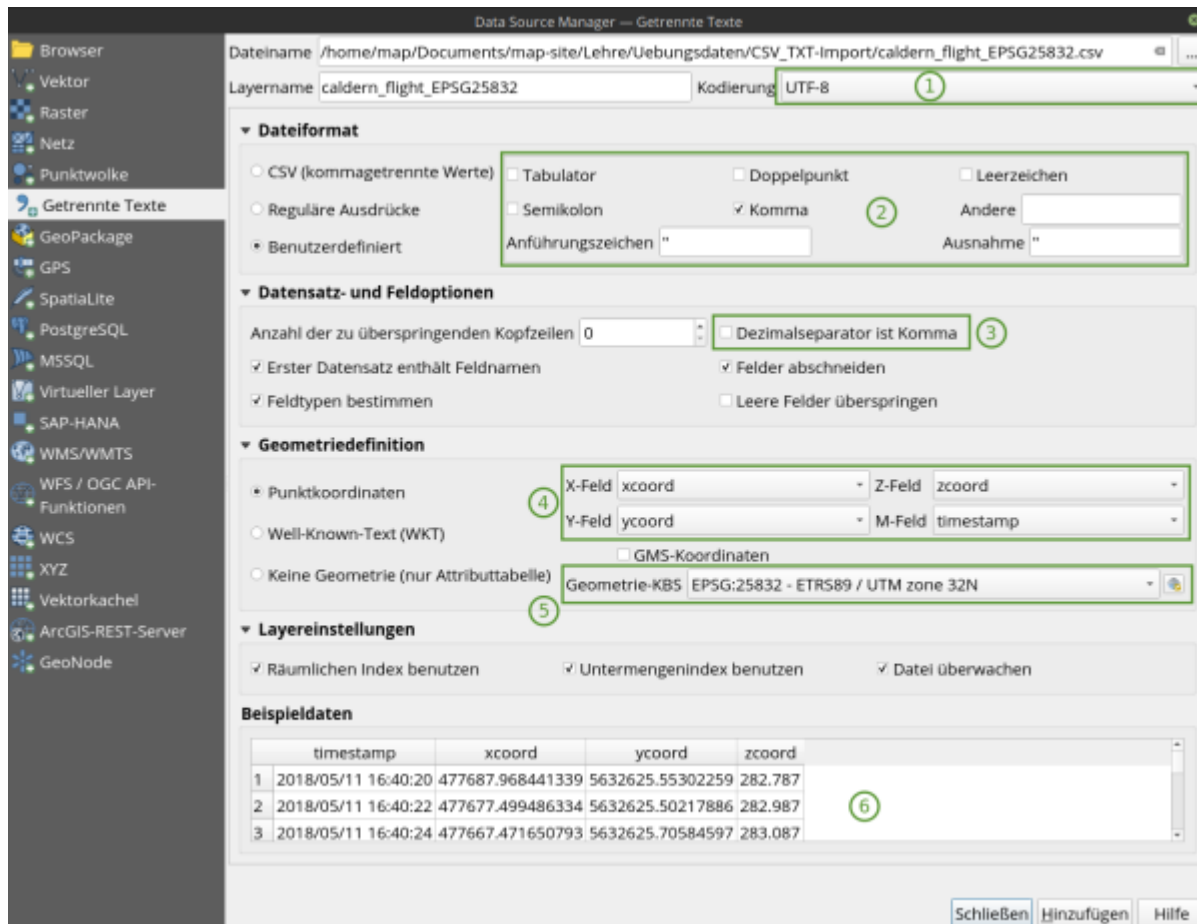 Data Source Manager — Getrennte Texte
Browser
Vektor
Raster
Netz
Punktwolke
Getrennte Texte
GeoPackage
GPS
SpatiaLite
PostgreSQL
MSSQL
Virtueller Layer
SAP-HANA
WMS/WMTS
WFS / OGC API-
Funktionen
WCS
XYZ
Vektorkachel
ArcGIS-REST-Server
GeoNode
Dateiname /home/map/Documents/map-site/Lehre/Uebungsdaten/CSV_TXT-Import/caldern_flight_EPSG25832.csv ...
Layername caldern_flight_EPSG25832 Kodierung UTF-8 1
Dateiformat
CSV (kommagetrennte Werte) Tabulator Doppelpunkt Leerzeichen
Reguläre Ausdrücke Semikolon Komma 2 Andere
Benutzerdefiniert Anführungszeichen " Ausnahme "
Datensatz- und Feldoptionen
Anzahl der zu überspringenden Kopfzeilen 0 Dezimalseparator ist Komma 3
Erster Datensatz enthält Feldnamen Felder abschneiden
Feldtypen bestimmen Leere Felder überspringen
Geometriedefinition
Punktkoordinaten 4 X-Feld xcoord Z-Feld zcoord
Well-Known-Text (WKT) Y-Feld ycoord M-Feld timestamp
GMS-Koordinaten
Keine Geometrie (nur Attributtabelle) Geometrie-KBS EPSG:25832 - ETRS89 / UTM zone 32N
5
Layereinstellungen
Räumlichen Index benutzen Untermengenindex benutzen Datei überwachen
Beispieldaten
timestamp xcoord ycoord zcoord
1 2018/05/11 16:40:20 477687.968441339 5632625.55302259 282.787
2 2018/05/11 16:40:22 477677.499486334 5632625.50217886 282.987 6
3 2018/05/11 16:40:24 477667.471650793 5632625.70584597 283.087
Schließen Hinzufügen Hilfe